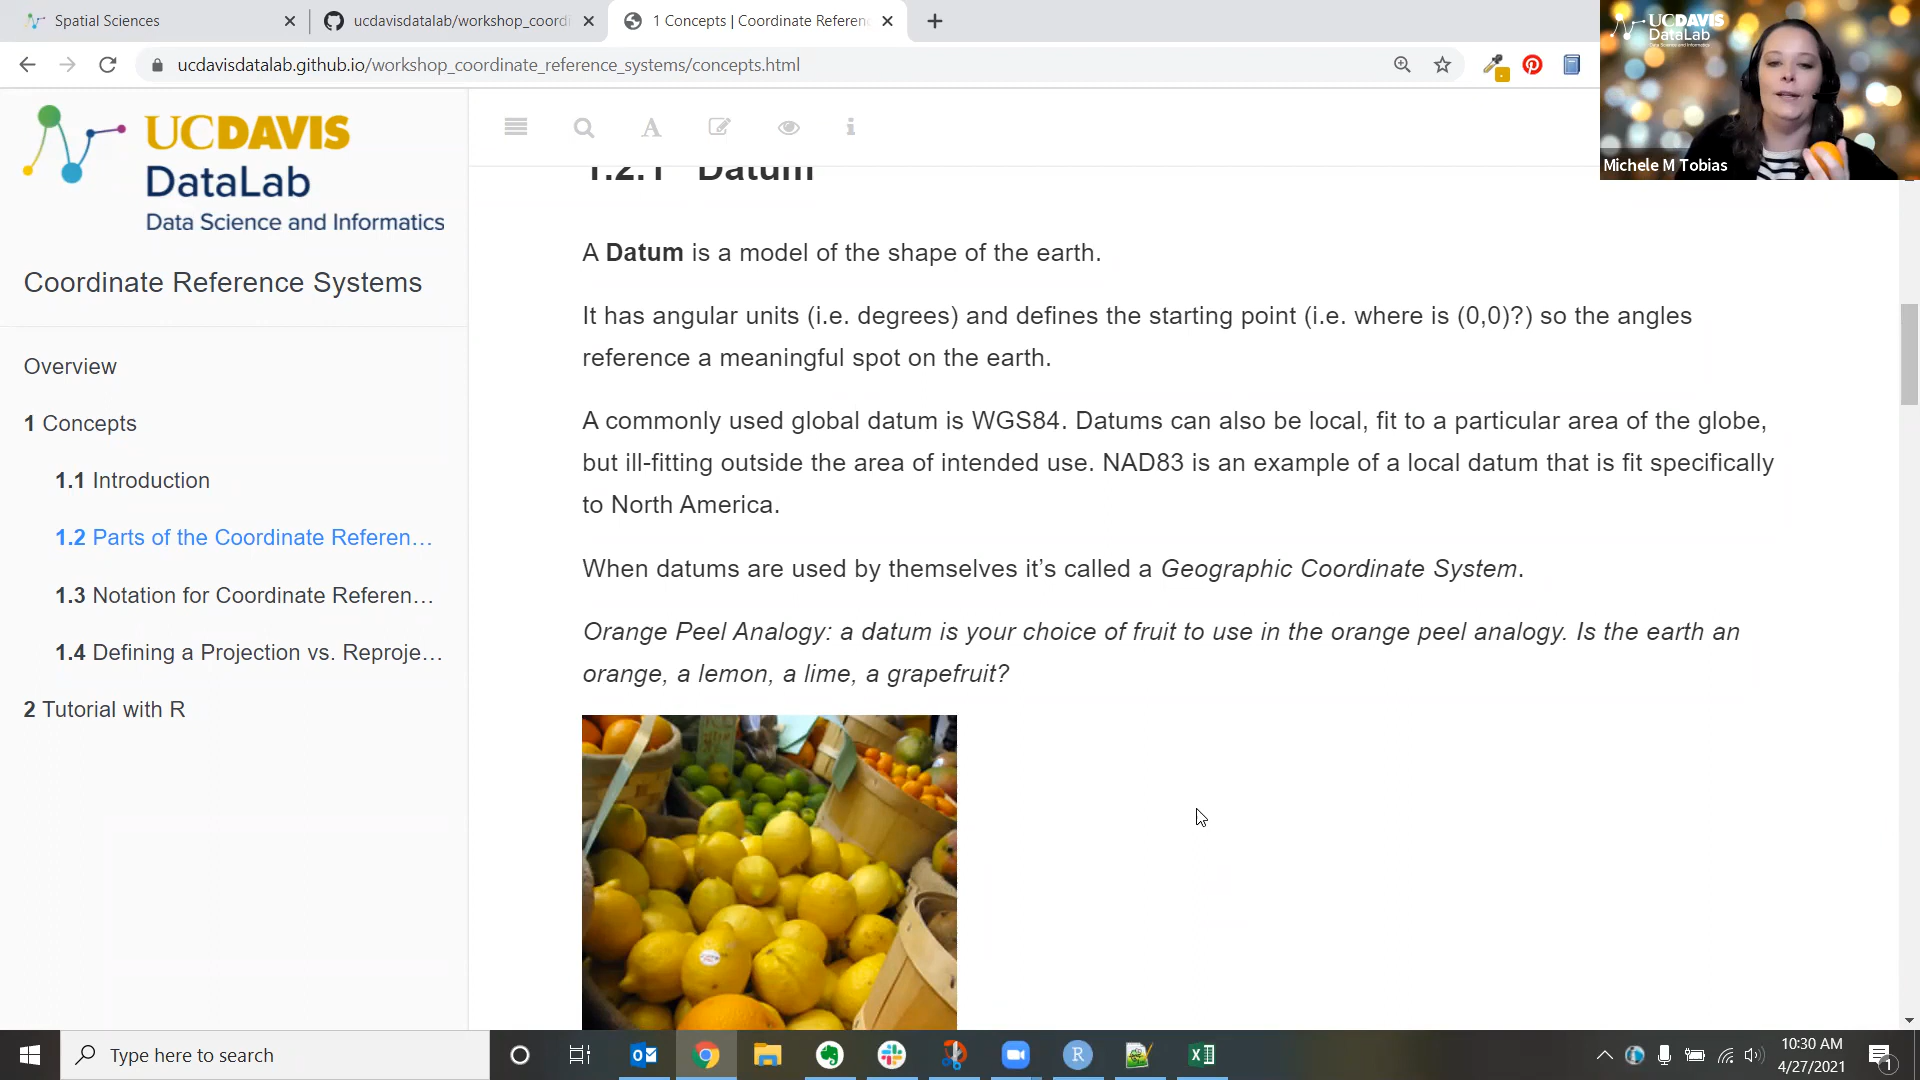 Spatial Sciences
ucdavisdatalab/workshop_coordi
1 Concepts | Coordinate Referen
ucdavisdatalab.github.io/workshop_coordinate_reference_systems/concepts.html
UCDAVIS
DataLab
Data Science and Informatics
Michele M Tobias
UCDAVIS
DataLab
Data Science and Informatics
Coordinate Reference Systems
Overview
1 Concepts
1.1 Introduction
1.2 Parts of the Coordinate Referen…
1.3 Notation for Coordinate Referen…
1.4 Defining a Projection vs. Reproje…
2 Tutorial with R
1.2.1 Datum
A Datum is a model of the shape of the earth.
It has angular units (i.e. degrees) and defines the starting point (i.e. where is (0,0)?) so the angles
reference a meaningful spot on the earth.
A commonly used global datum is WGS84. Datums can also be local, fit to a particular area of the globe,
but ill-fitting outside the area of intended use. NAD83 is an example of a local datum that is fit specifically
to North America.
When datums are used by themselves it’s called a Geographic Coordinate System.
Orange Peel Analogy: a datum is your choice of fruit to use in the orange peel analogy. Is the earth an
orange, a lemon, a lime, a grapefruit?
Type here to search
10:30 AM
4/27/2021
1